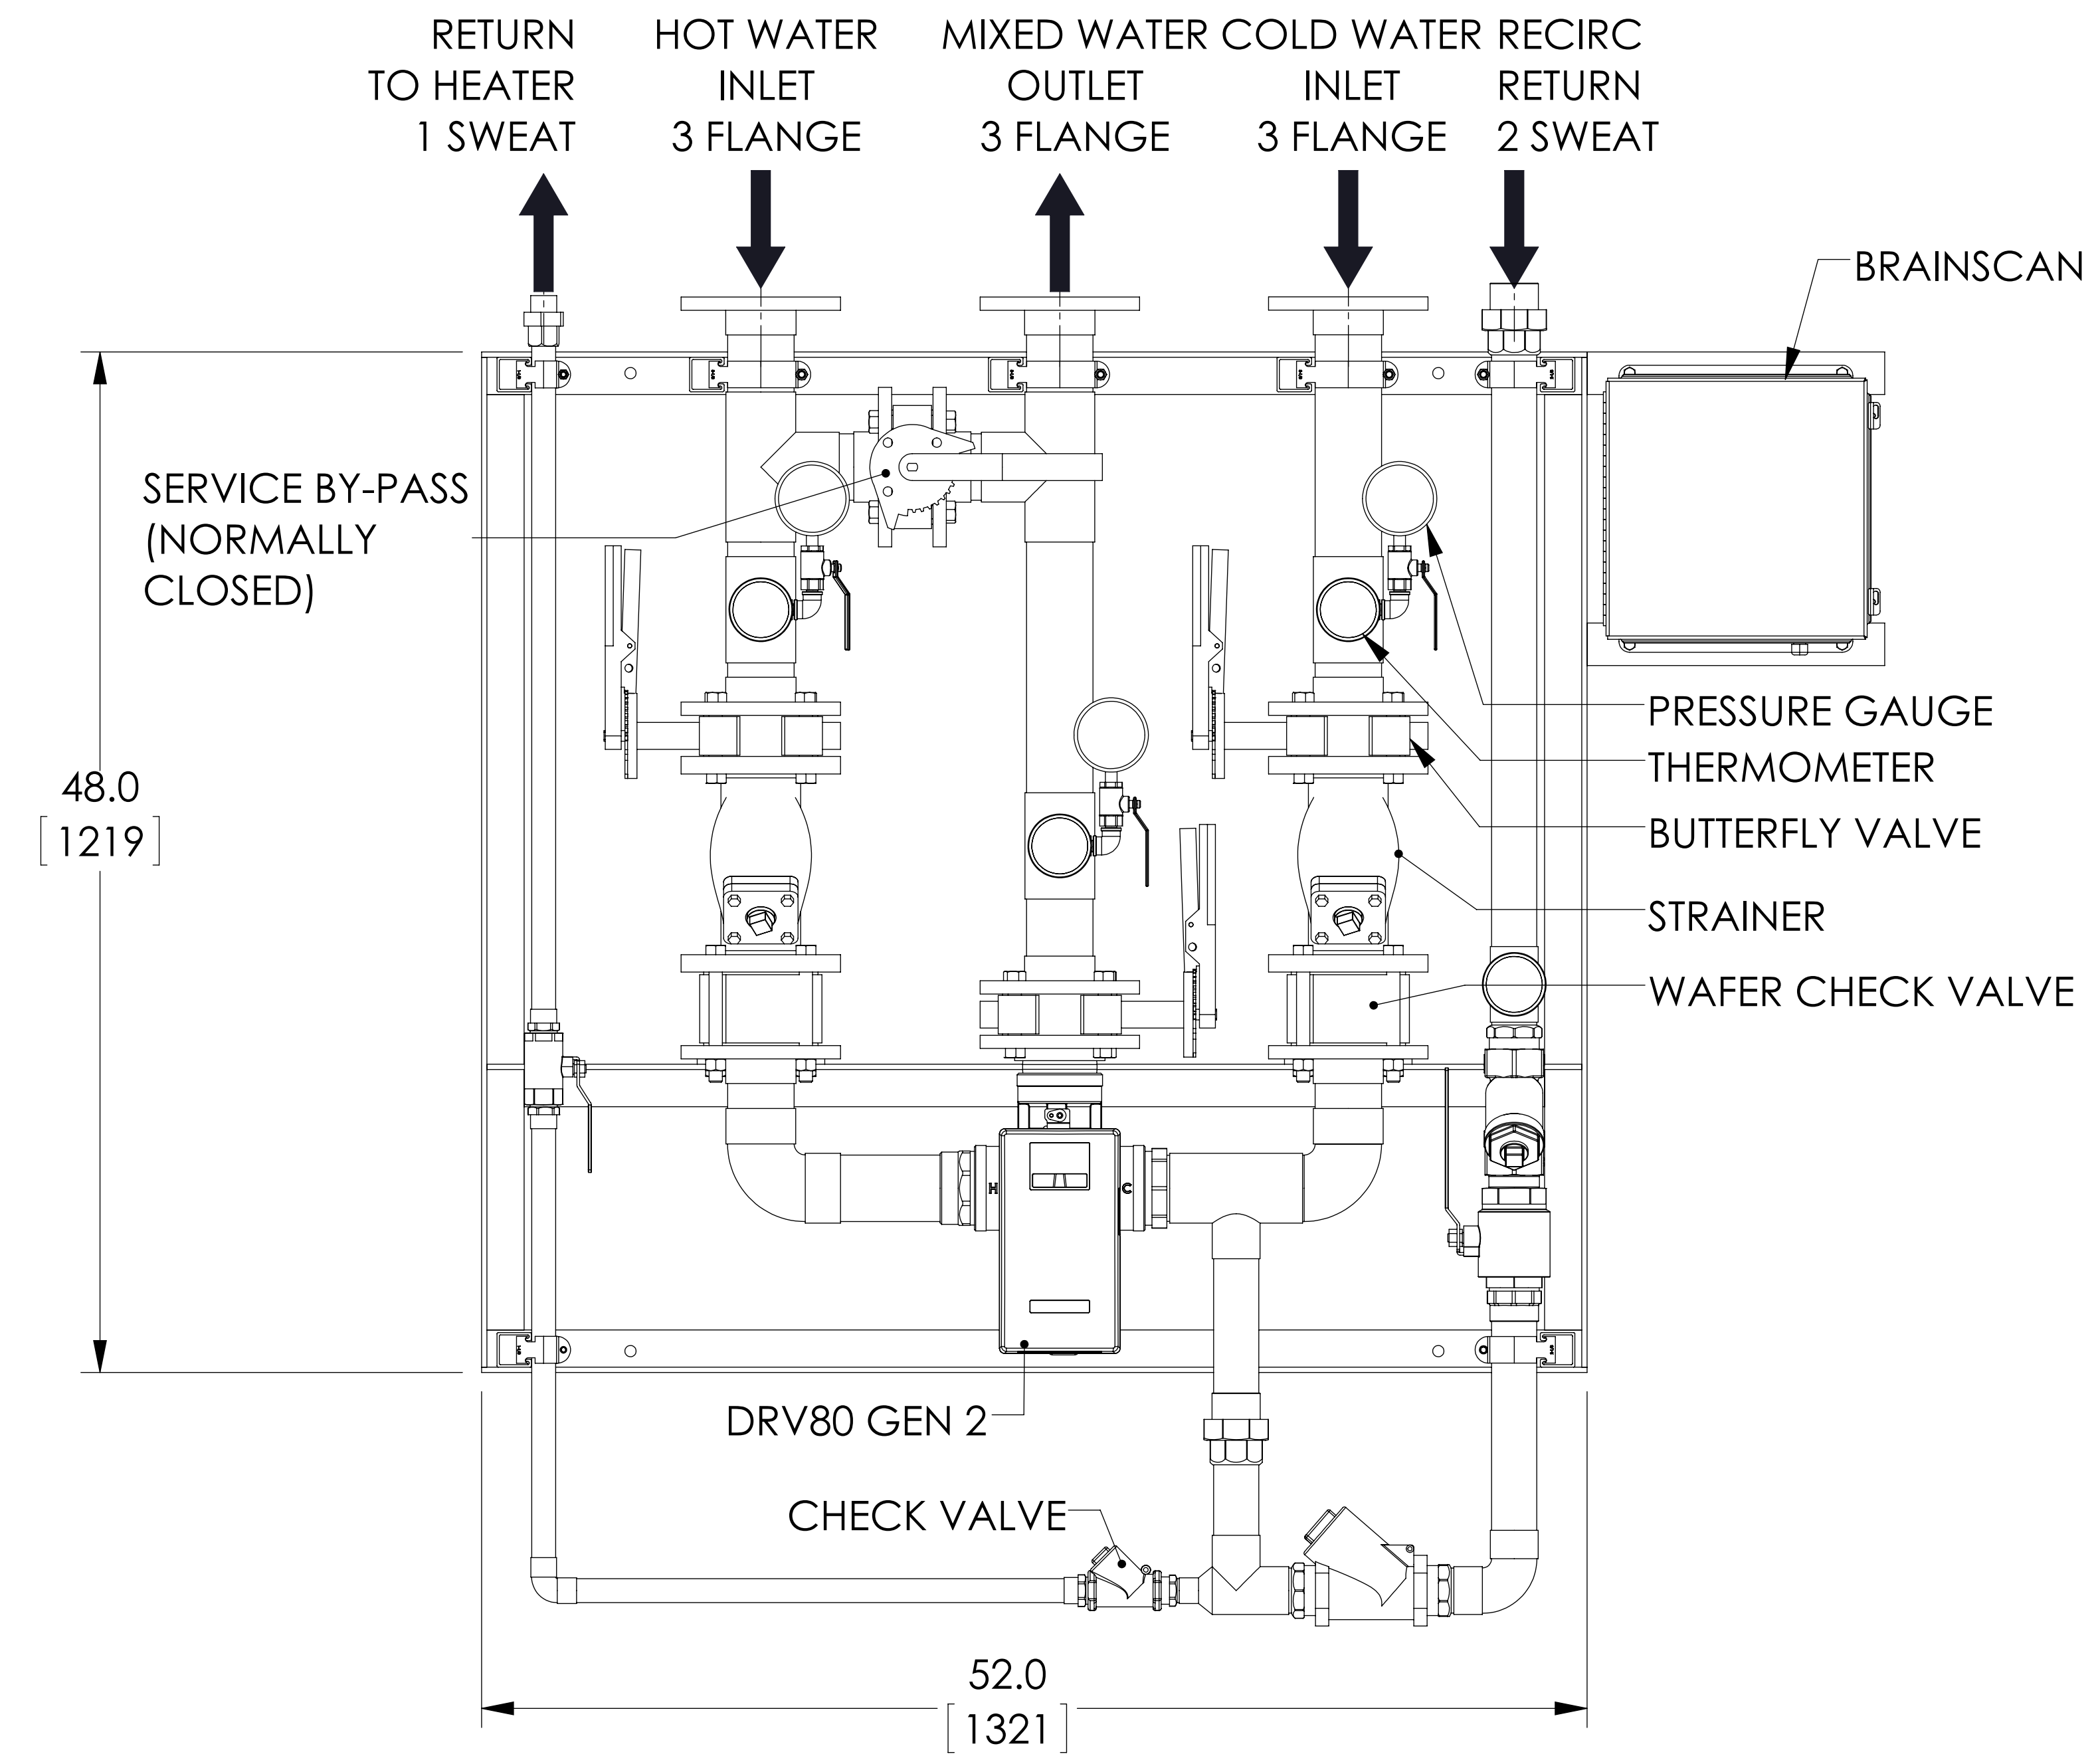 RETURN
TO HEATER
1 SWEAT
HOT WATER
INLET
3 FLANGE
MIXED WATER
OUTLET
3 FLANGE
COLD WATER
INLET
3 FLANGE
RECIRC
RETURN
2 SWEAT
BRAINSCAN
SERVICE BY-PASS
(NORMALLY
CLOSED)
PRESSURE GAUGE
THERMOMETER
BUTTERFLY VALVE
STRAINER
WAFER CHECK VALVE
48.0
[1219]
H
C
DRV80 GEN 2
CHECK VALVE
52.0
[1321]